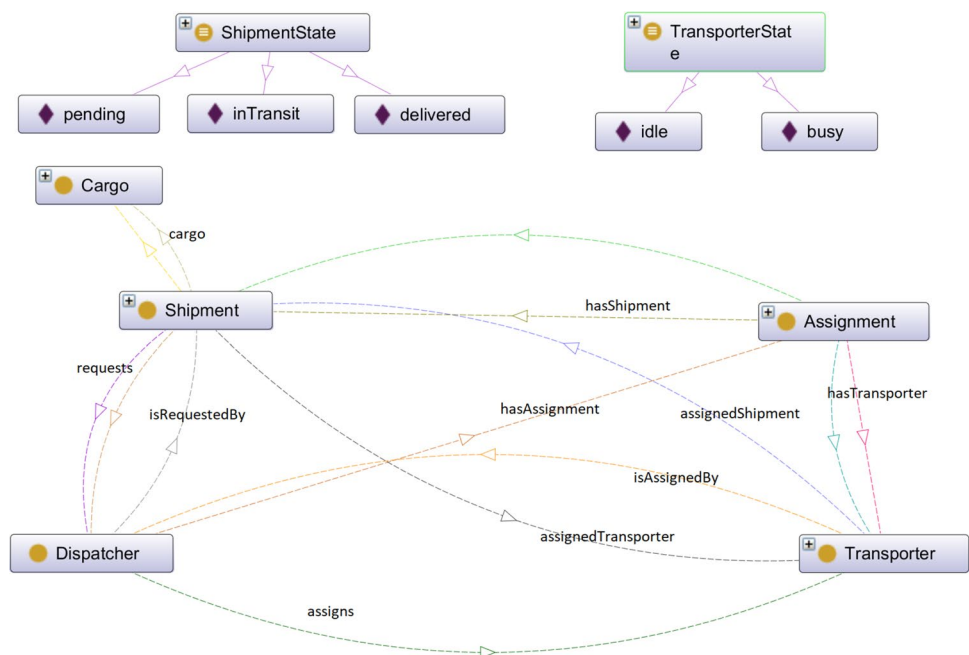 ShipmentState
TransporterStat
e
pending
inTransit
delivered
idle
busy
Cargo
cargo
Shipment
hasShipment
Assignment
requests
isRequestedBy
hasAssignment
assignedShipment
hasTransporter
isAssignedBy
assignedTransporter
Dispatcher
Transporter
assigns